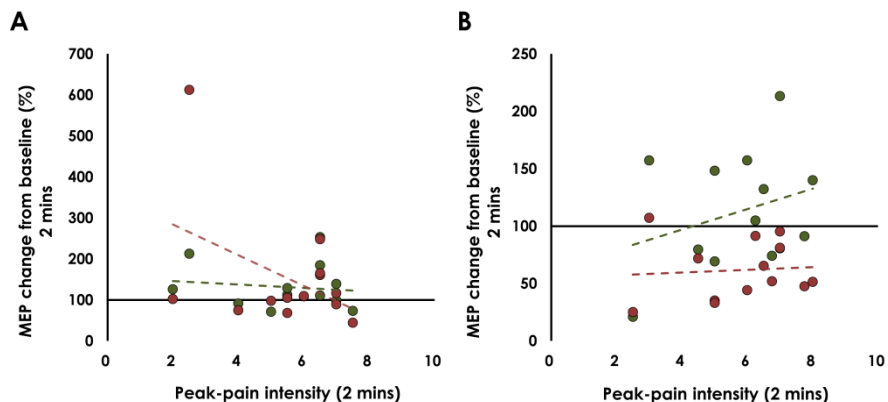 A
MEP change from baseline (%)
2 mins
700
600
500
400
300
200
100
0
0 2 4 6 8 10
Peak-pain intensity (2 mins)
B
MEP change from baseline (%)
2 mins
250
200
150
100
50
0
0 2 4 6 8 10
Peak-pain intensity (2 mins)